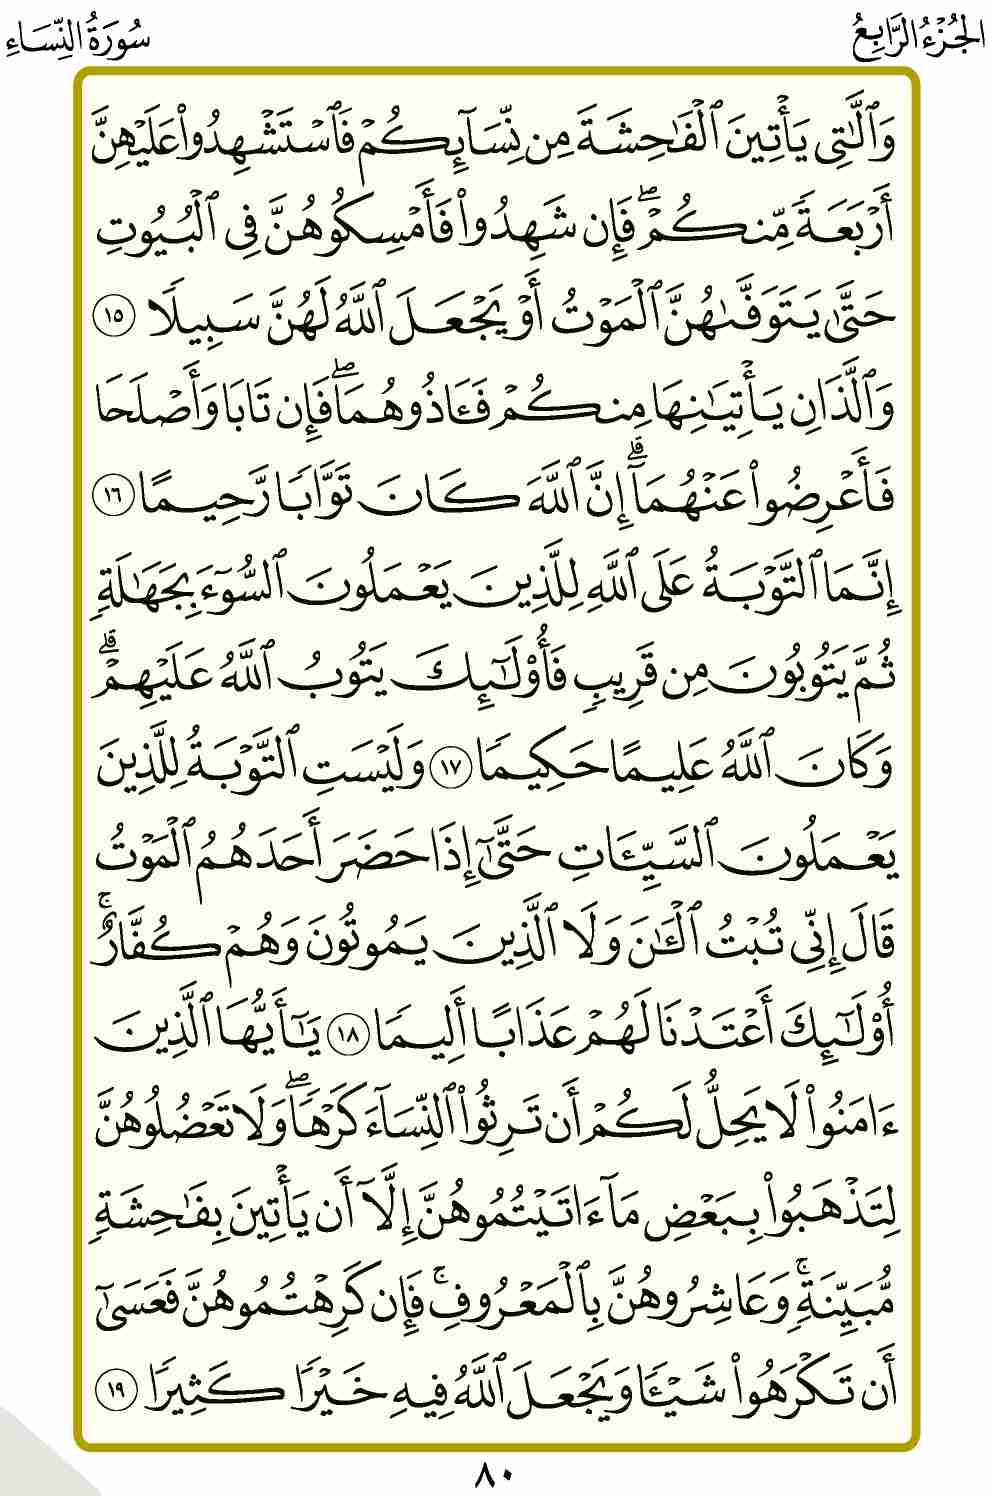 الجُزْءُ الرَّابِعُ
سُورَةُ النِّسَاءِ
وَٱلَّٰتِى يَأْتِينَ ٱلْفَٰحِشَةَ مِن نِّسَآئِكُمْ فَٱسْتَشْهِدُوا۟ عَلَيْهِنَّ
أَرْبَعَةً مِّنكُمْ ۖ فَإِن شَهِدُوا۟ فَأَمْسِكُوهُنَّ فِى ٱلْبُيُوتِ
حَتَّىٰ يَتَوَفَّىٰهُنَّ ٱلْمَوْتُ أَوْ يَجْعَلَ ٱللَّهُ لَهُنَّ سَبِيلًا ١٥
وَٱلَّذَانِ يَأْتِيَٰنِهَا مِنكُمْ فَـَٔاذُوهُمَا ۖ فَإِن تَابَا وَأَصْلَحَا
فَأَعْرِضُوا۟ عَنْهُمَآ ۗ إِنَّ ٱللَّهَ كَانَ تَوَّابًا رَّحِيمًا ١٦
إِنَّمَا ٱلتَّوْبَةُ عَلَى ٱللَّهِ لِلَّذِينَ يَعْمَلُونَ ٱلسُّوٓءَ بِجَهَٰلَةٍ
ثُمَّ يَتُوبُونَ مِن قَرِيبٍ فَأُو۟لَٰٓئِكَ يَتُوبُ ٱللَّهُ عَلَيْهِمْ ۗ
وَكَانَ ٱللَّهُ عَلِيمًا حَكِيمًا ١٧ وَلَيْسَتِ ٱلتَّوْبَةُ لِلَّذِينَ
يَعْمَلُونَ ٱلسَّيِّـَٔاتِ حَتَّىٰٓ إِذَا حَضَرَ أَحَدَهُمُ ٱلْمَوْتُ
قَالَ إِنِّى تُبْتُ ٱلْـَٰٔنَ وَلَا ٱلَّذِينَ يَمُوتُونَ وَهُمْ كُفَّارٌ ۚ
أُو۟لَٰٓئِكَ أَعْتَدْنَا لَهُمْ عَذَابًا أَلِيمًا ١٨ يَٰٓأَيُّهَا ٱلَّذِينَ
ءَامَنُوا۟ لَا يَحِلُّ لَكُمْ أَن تَرِثُوا۟ ٱلنِّسَآءَ كَرْهًا ۖ وَلَا تَعْضُلُوهُنَّ
لِتَذْهَبُوا۟ بِبَعْضِ مَآ ءَاتَيْتُمُوهُنَّ إِلَّآ أَن يَأْتِينَ بِفَٰحِشَةٍ
مُّبَيِّنَةٍ ۚ وَعَاشِرُوهُنَّ بِٱلْمَعْرُوفِ ۚ فَإِن كَرِهْتُمُوهُنَّ فَعَسَىٰٓ
أَن تَكْرَهُوا۟ شَيْـًٔا وَيَجْعَلَ ٱللَّهُ فِيهِ خَيْرًا كَثِيرًا ١٩
٨٠